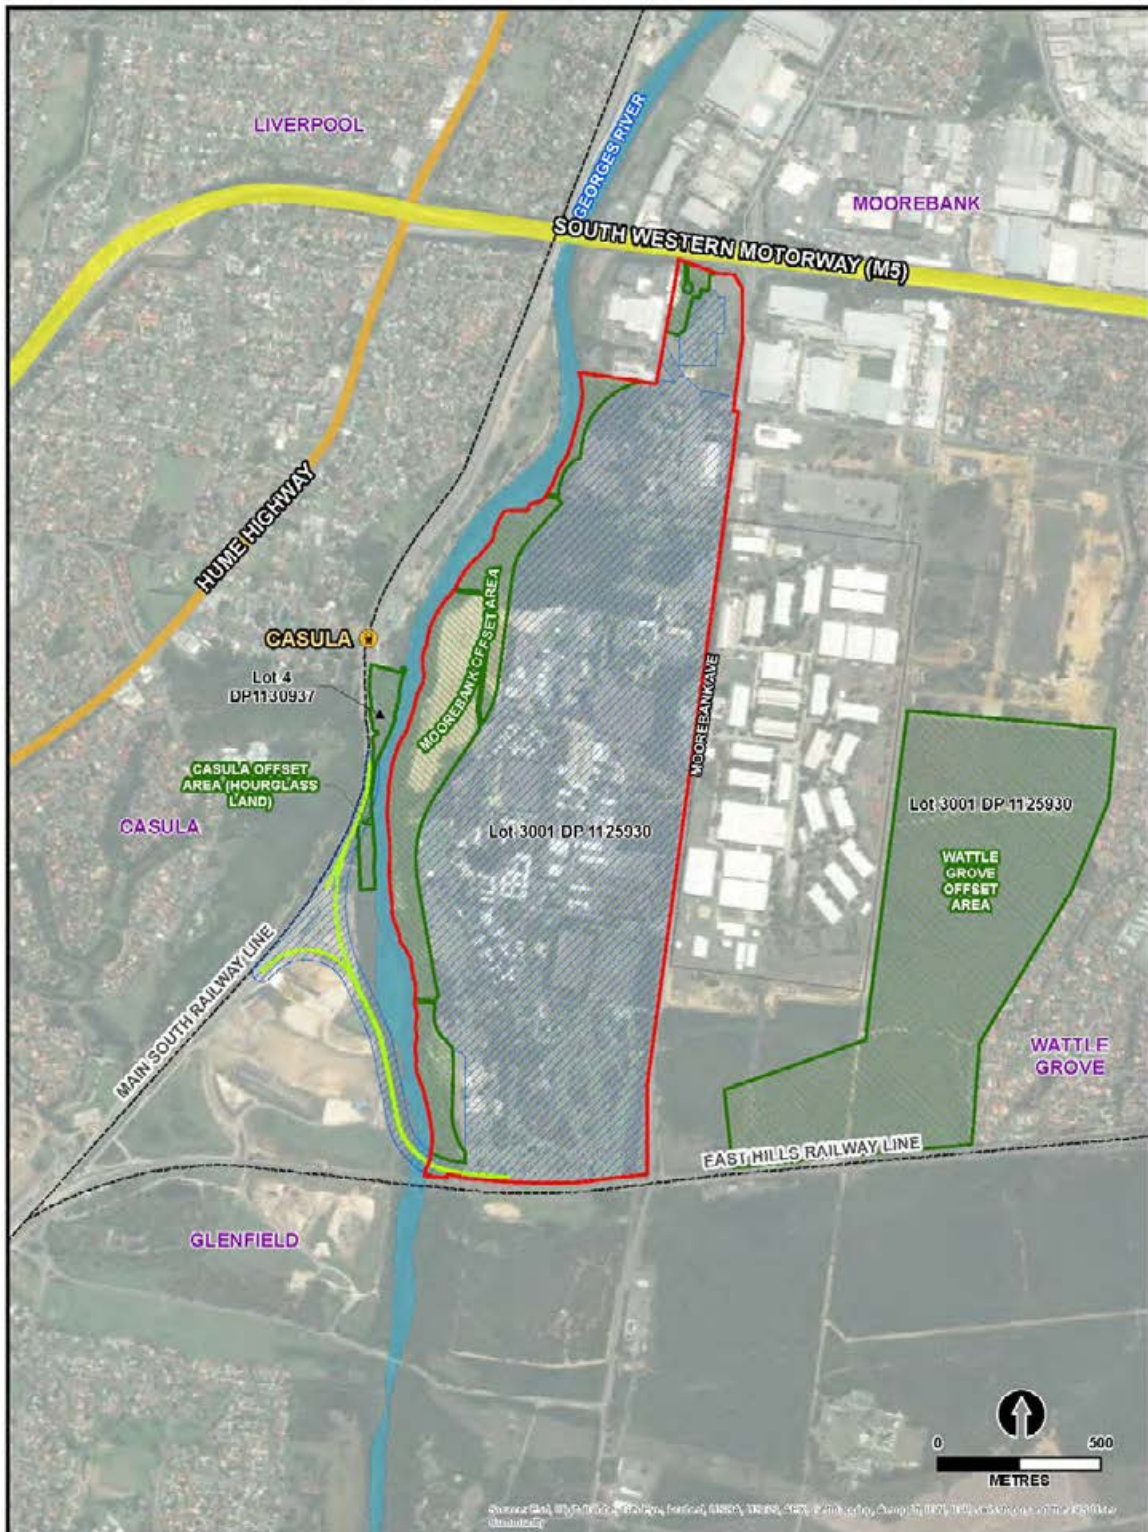 LIVERPOOL
GEORGES RIVER
MOOREBANK
SOUTH WESTERN MOTORWAY (M5)
HUME HIGHWAY
CASULA
Lot 4
DP1130937
MOOREBANK OFFSET AREA
MOOREBANK AVE
CASULA OFFSET
AREA (HOURGLASS
LAND)
CASULA
Lot 3001 DP 1125930
Lot 3001 DP 1125930
WATTLE
GROVE
OFFSET
AREA
MAIN SOUTH RAILWAY LINE
WATTLE
GROVE
EAST HILLS RAILWAY LINE
GLENFIELD
0 500
METRES